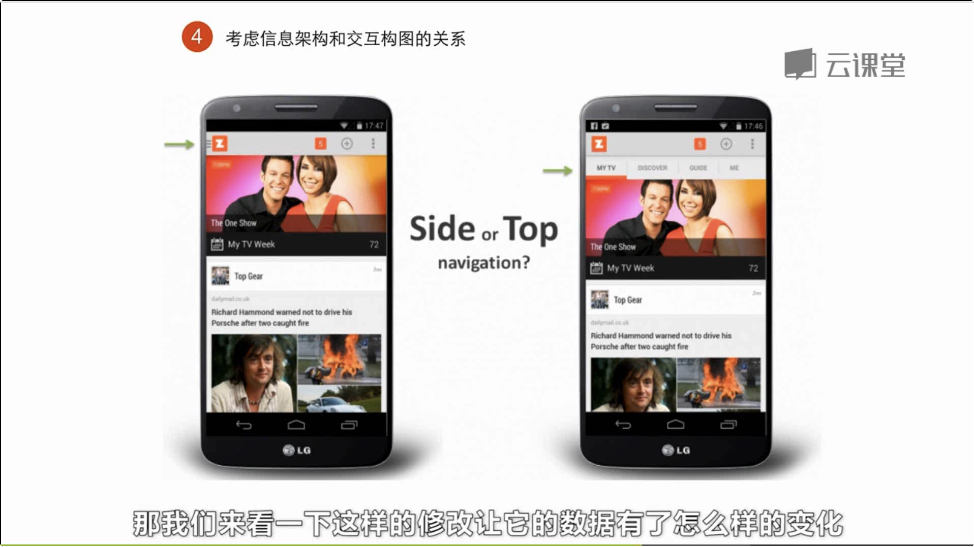 4 考虑信息架构和交互构图的关系
云课堂
17:47
Z 5
The One Show
My TV Week 72
Top Gear 2m
dailymail.co.uk
Richard Hammond warned not to drive his
Porsche after two caught fire
LG
Side or Top
navigation?
17:46
Z 5
MY TV DISCOVER GUIDE ME
The One Show
My TV Week 72
Top Gear 2m
dailymail.co.uk
Richard Hammond warned not to drive his
Porsche after two caught fire
LG
那我们来看一下这样的修改让它的数据有了怎么样的变化